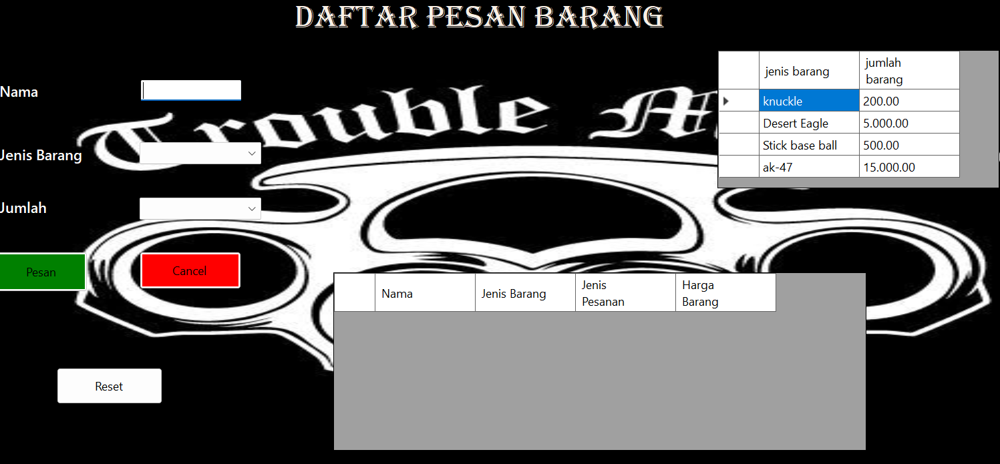 DAFTAR PESAN BARANG
Trouble M
Nama
Jenis Barang
Jumlah
Pesan
Cancel
Reset
jenis barang
jumlah
barang
knuckle
200.00
Desert Eagle
5.000.00
Stick base ball
500.00
ak-47
15.000.00
Nama
Jenis Barang
Jenis
Pesanan
Harga
Barang